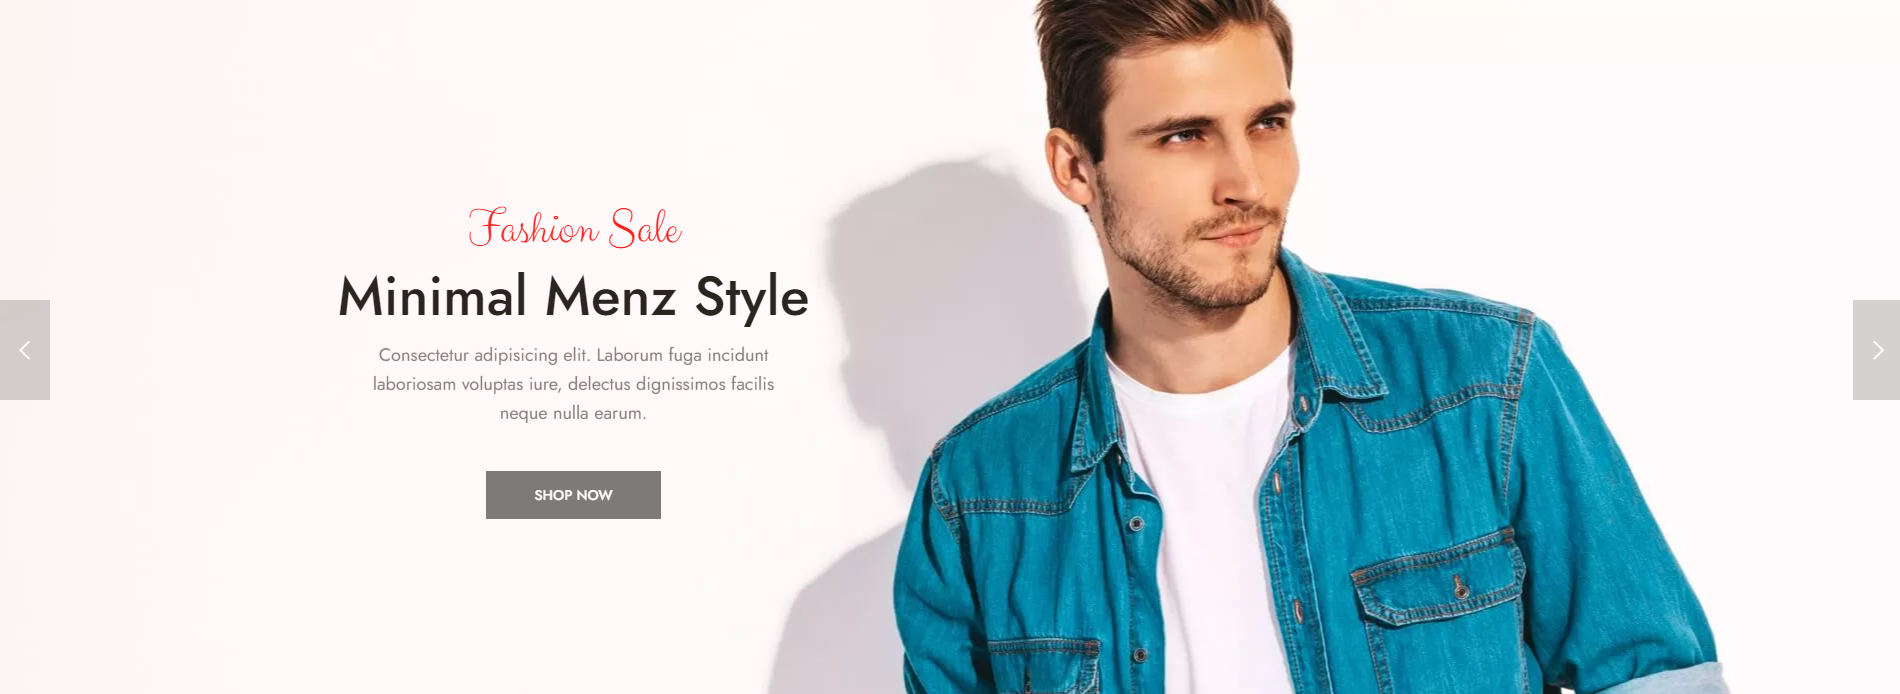 Fashion Sale
Minimal Menz Style
Consectetur adipisicing elit. Laborum fuga incidunt
laboriosam voluptas iure, delectus dignissimos facilis
neque nulla earum.
SHOP NOW